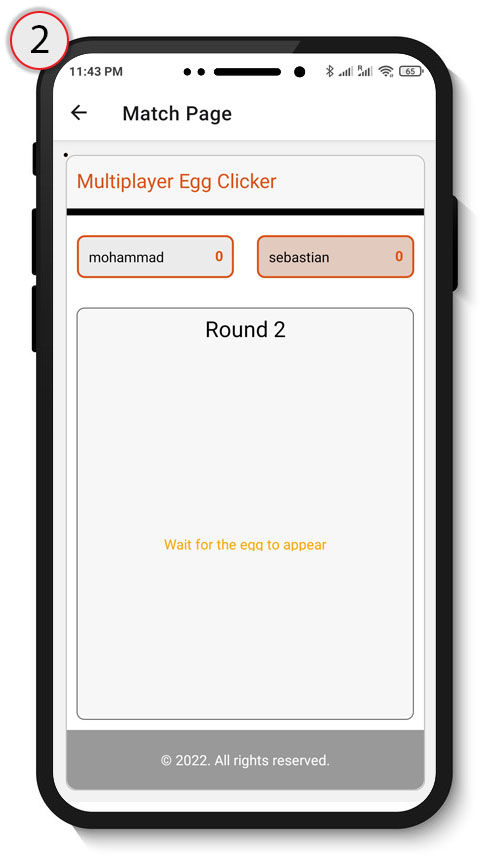 2
11:43 PM
R
65
Match Page
Multiplayer Egg Clicker
mohammad 0
sebastian 0
Round 2
Wait for the egg to appear
© 2022. All rights reserved.